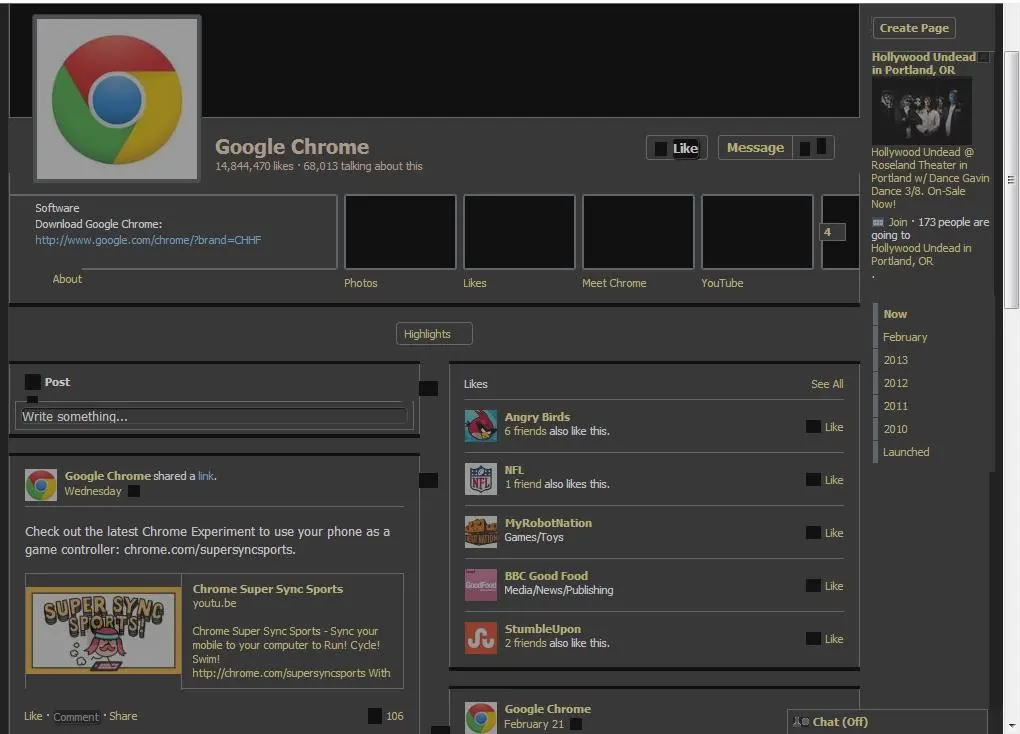 Create Page
Google Chrome
14,844,470 likes · 68,013 talking about this
Like
Message
Software
Download Google Chrome:
http://www.google.com/chrome/?brand=CHHF
About
Photos
Likes
Meet Chrome
YouTube
4
Highlights
Post
Write something...
Google Chrome shared a link.
Wednesday
Check out the latest Chrome Experiment to use your phone as a
game controller: chrome.com/supersyncsports.
SUPER SYNC
SPORTS!
Chrome Super Sync Sports
youtu.be
Chrome Super Sync Sports - Sync your
mobile to your computer to Run! Cycle!
Swim!
http://chrome.com/supersyncsports With
Like · Comment · Share
106
Likes
See All
Angry Birds
6 friends also like this.
Like
NFL
NFL
1 friend also likes this.
Like
MyRobotNation
Games/Toys
Like
GoodFood
BBC Good Food
Media/News/Publishing
Like
StumbleUpon
2 friends also like this.
Like
Google Chrome
February 21
Hollywood Undead
in Portland, OR
Hollywood Undead @
Roseland Theater in
Portland w/ Dance Gavin
Dance 3/8. On-Sale
Now!
Join · 173 people are
going to
Hollywood Undead in
Portland, OR
.
Now
February
2013
2012
2011
2010
Launched
Chat (Off)